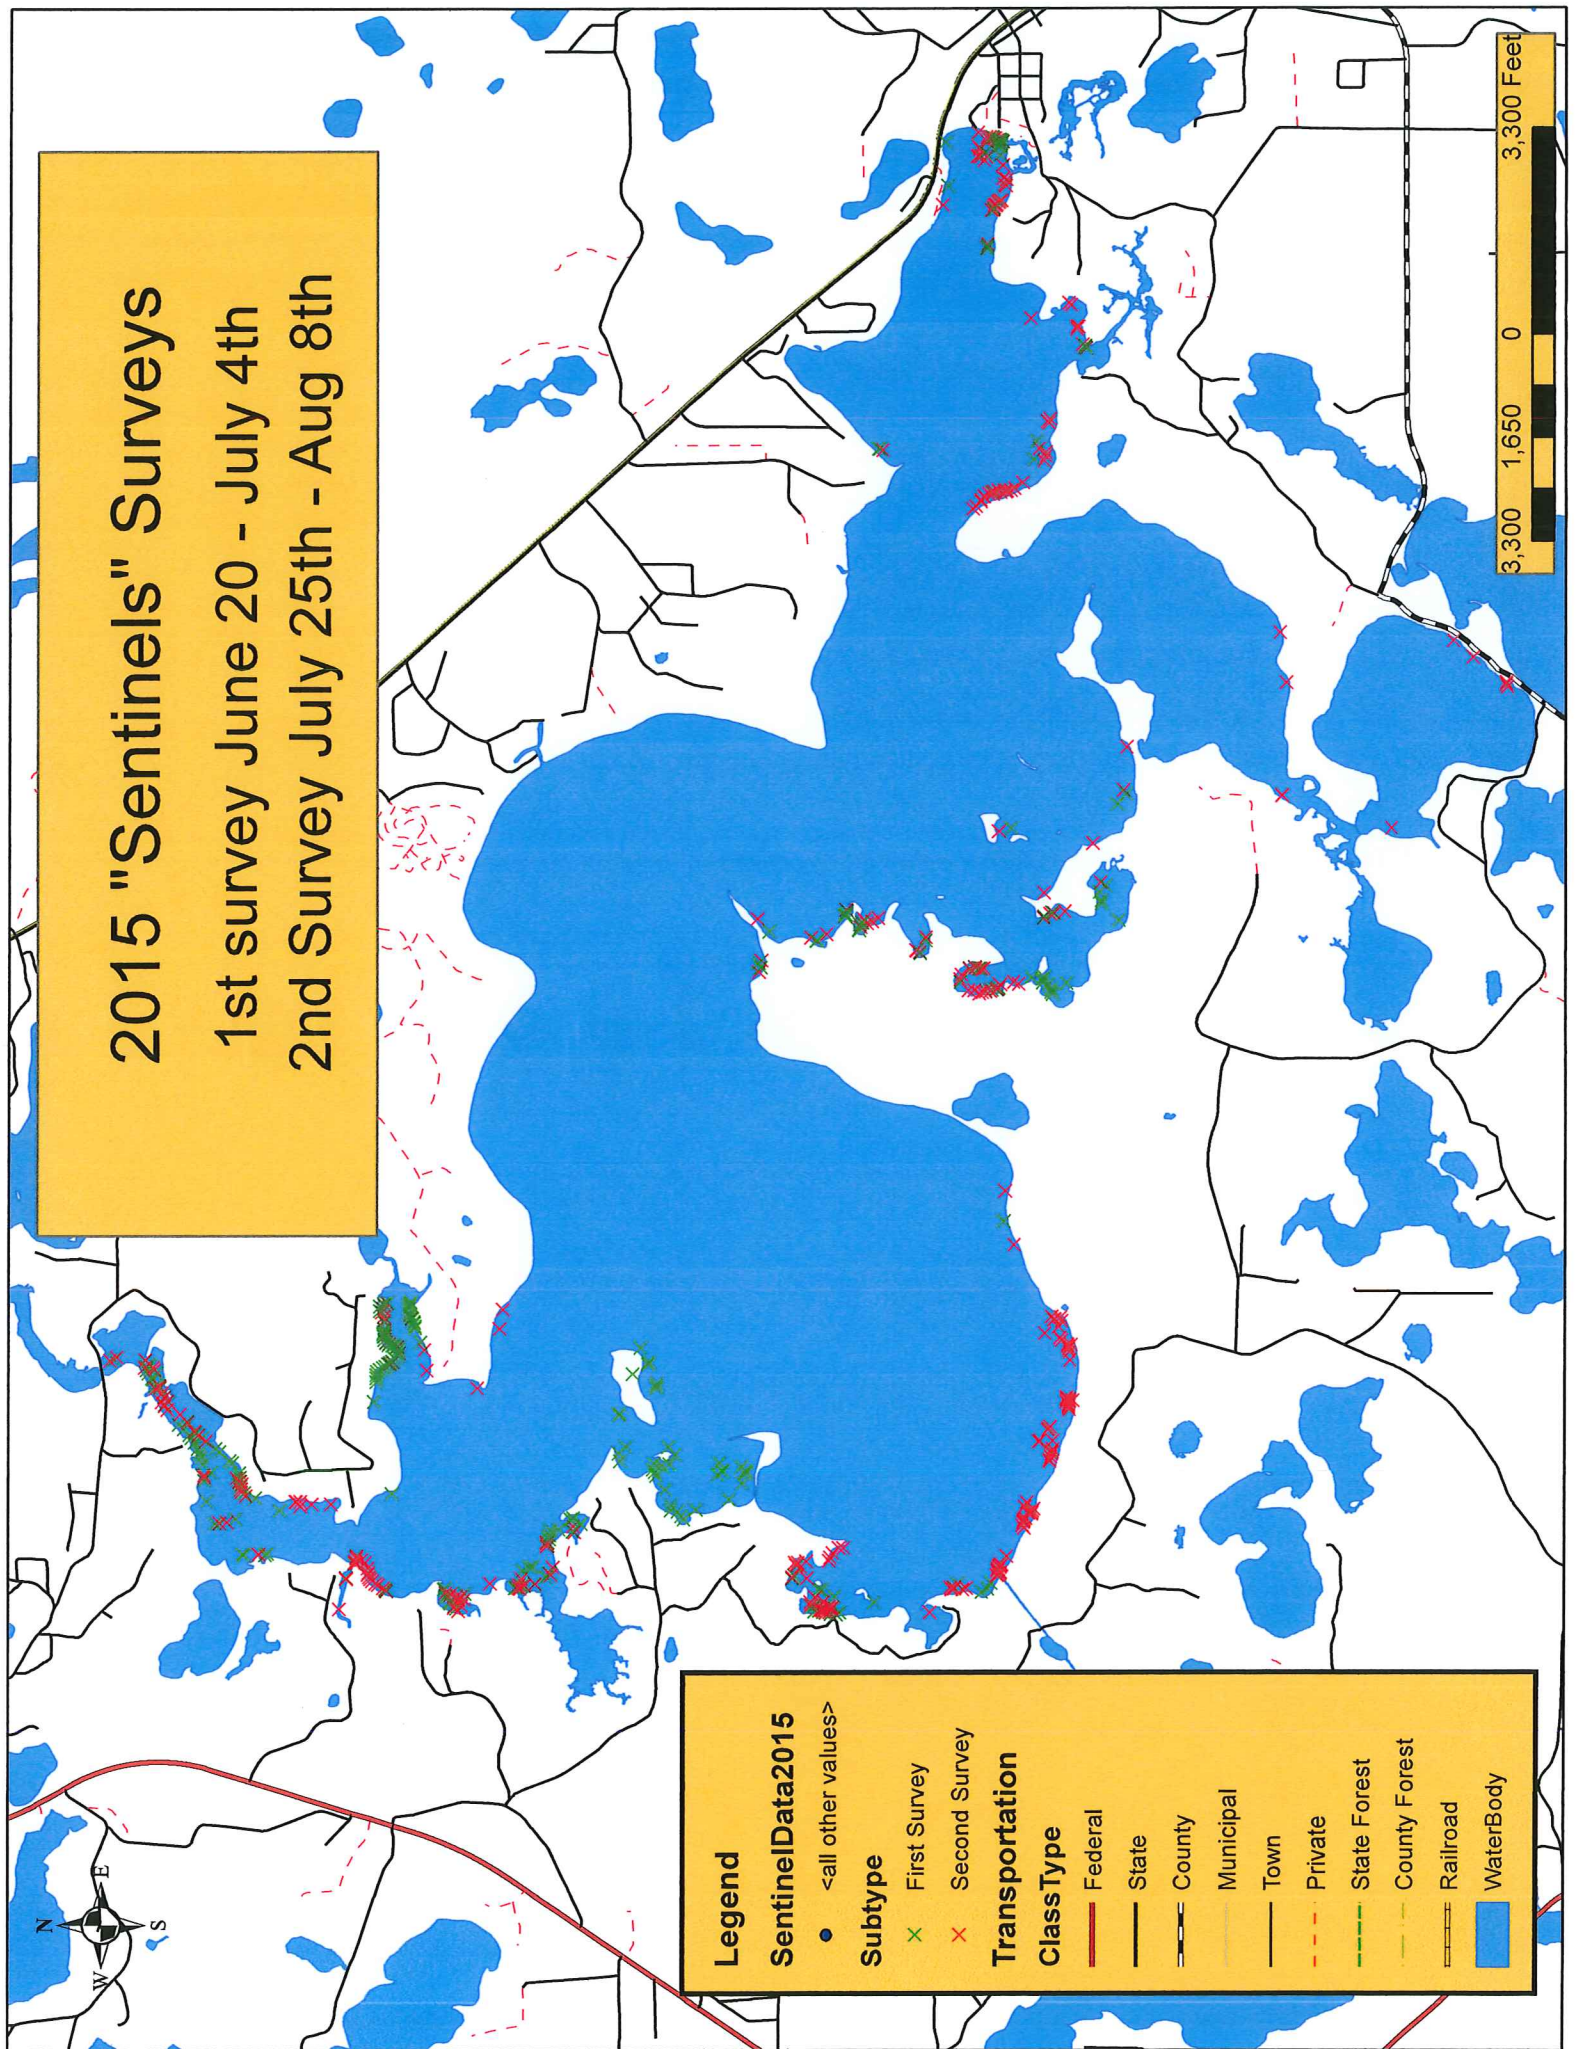 2015 "Sentinels" Surveys
1st survey June 20 - July 4th
2nd Survey July 25th - Aug 8th
N
W E
S
Legend
SentinelData2015
<all other values>
Subtype
First Survey
Second Survey
Transportation
ClassType
Federal
State
County
Municipal
Town
Private
State Forest
County Forest
Railroad
WaterBody
3,300 1,650 0 3,300 Feet